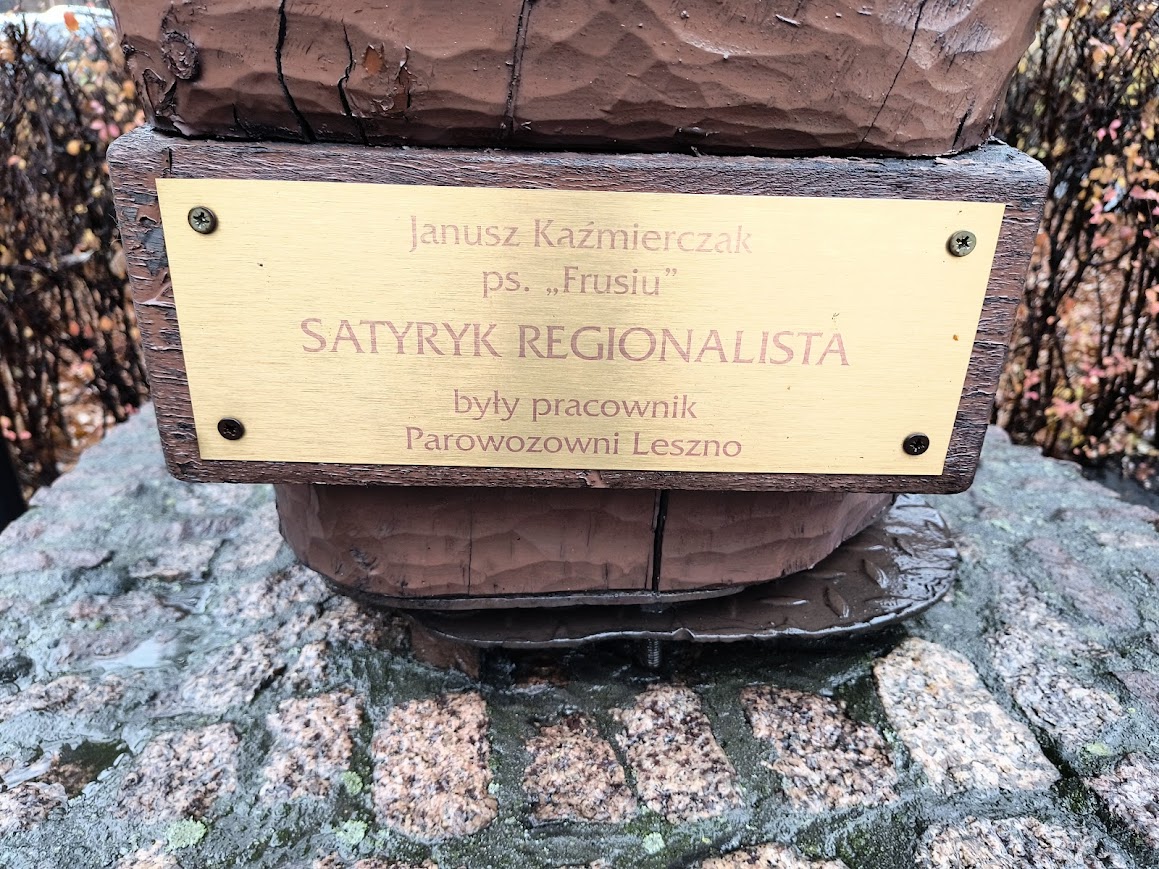 Janusz Kaźmierczak
ps. „Frusiu”
SATYRYK REGIONALISTA
były pracownik
Parowozowni Leszno